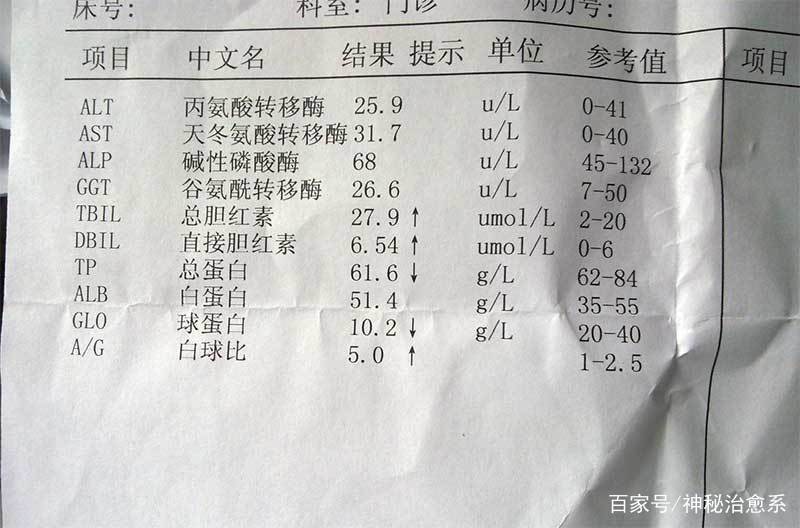 床号: 科室: 门诊 病历号:
项目 中文名 结果 提示 单位 参考值 项目
ALT 丙氨酸转移酶 25.9 u/L 0-41
AST 天冬氨酸转移酶 31.7 u/L 0-40
ALP 碱性磷酸酶 68 u/L 45-132
GGT 谷氨酰转移酶 26.6 u/L 7-50
TBIL 总胆红素 27.9 ↑ umol/L 2-20
DBIL 直接胆红素 6.54 ↑ umol/L 0-6
TP 总蛋白 61.6 ↓ g/L 62-84
ALB 白蛋白 51.4 g/L 35-55
GLO 球蛋白 10.2 ↓ g/L 20-40
A/G 白球比 5.0 ↑ 1-2.5
百家号/神秘治愈系